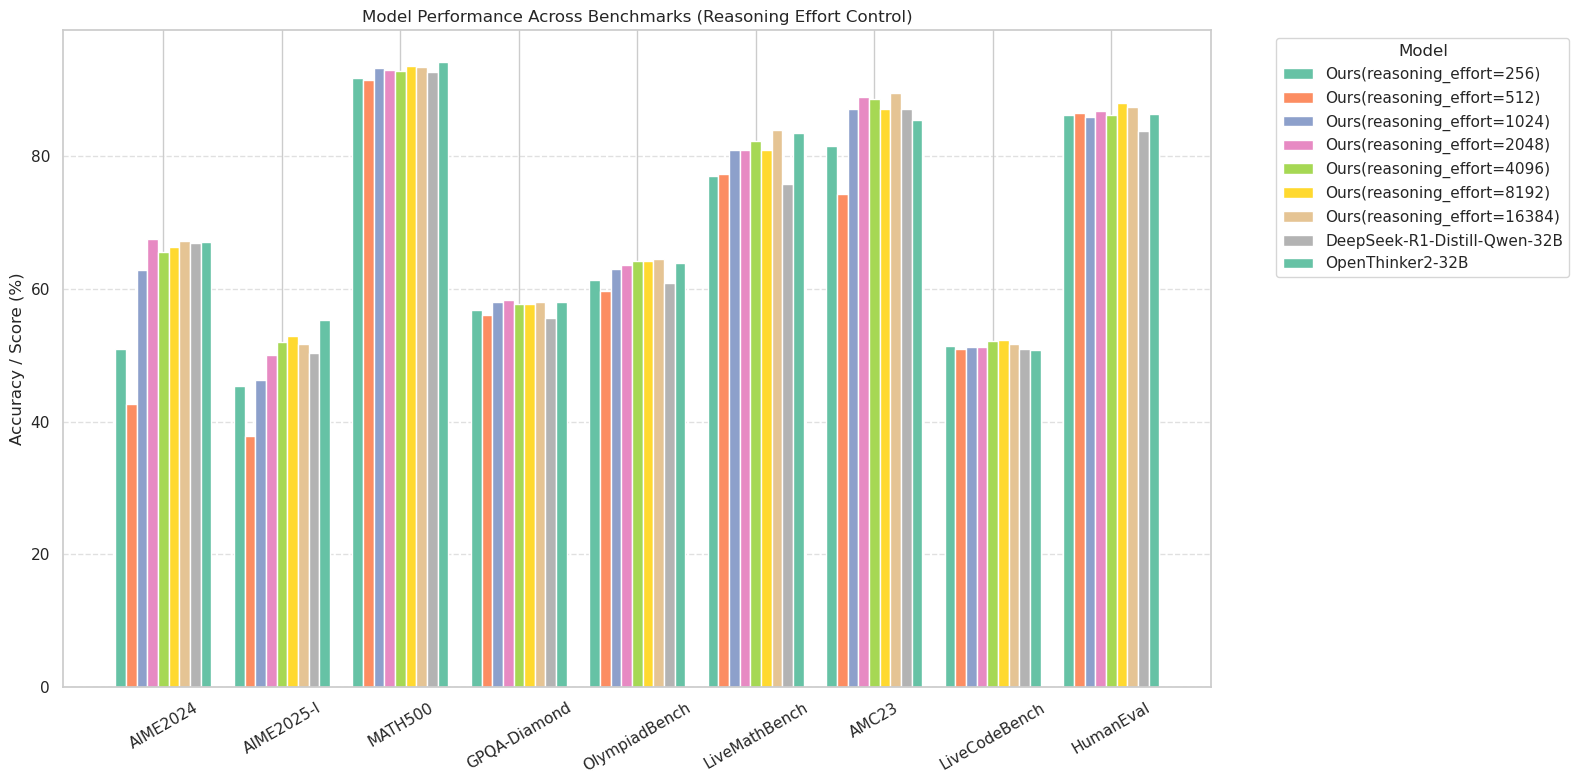 Model Performance Across Benchmarks (Reasoning Effort Control)
Accuracy / Score (%)
80
60
40
20
0
AIME2024
AIME2025-I
MATH500
GPQA-Diamond
OlympiadBench
LiveMathBench
AMC23
LiveCodeBench
HumanEval
Model
Ours(reasoning_effort=256)
Ours(reasoning_effort=512)
Ours(reasoning_effort=1024)
Ours(reasoning_effort=2048)
Ours(reasoning_effort=4096)
Ours(reasoning_effort=8192)
Ours(reasoning_effort=16384)
DeepSeek-R1-Distill-Qwen-32B
OpenThinker2-32B